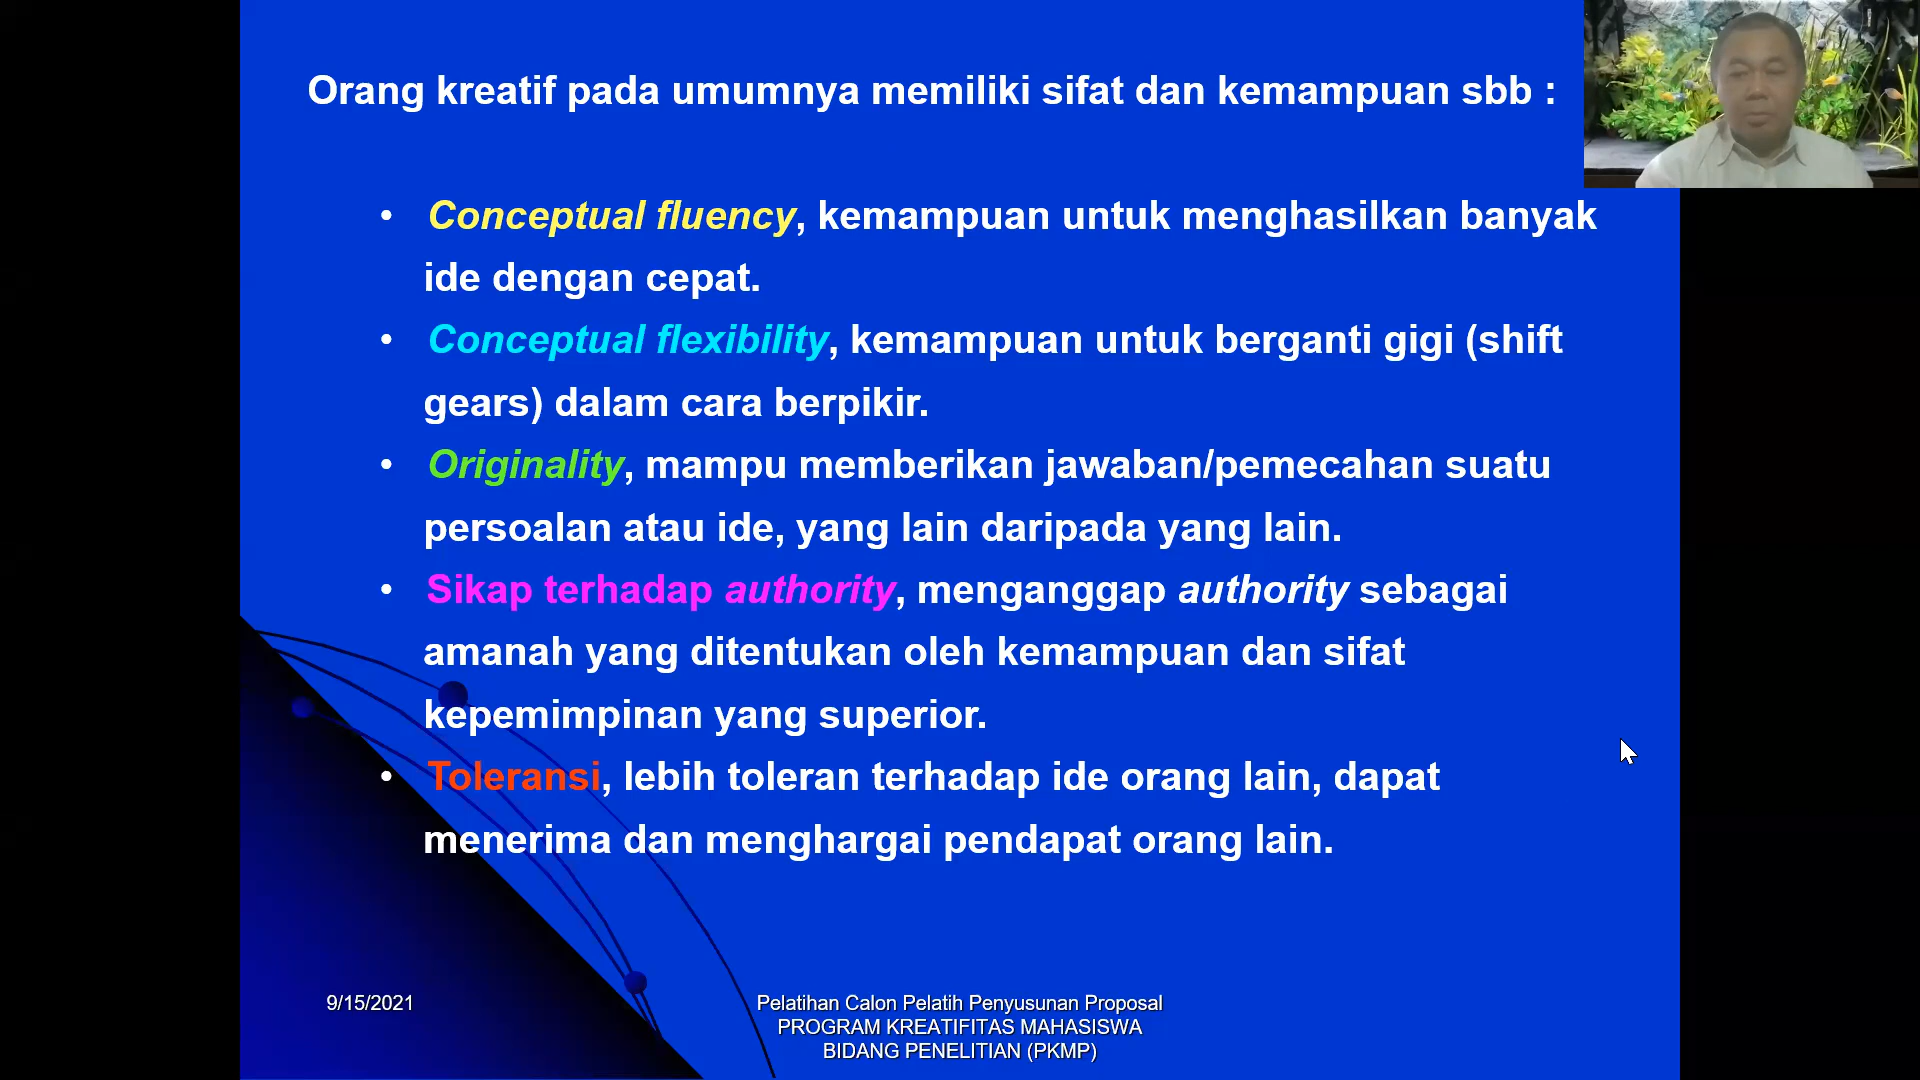 Orang kreatif pada umumnya memiliki sifat dan kemampuan sbb :
• Conceptual fluency, kemampuan untuk menghasilkan banyak
ide dengan cepat.
• Conceptual flexibility, kemampuan untuk berganti gigi (shift
gears) dalam cara berpikir.
• Originality, mampu memberikan jawaban/pemecahan suatu
persoalan atau ide, yang lain daripada yang lain.
• Sikap terhadap authority, menganggap authority sebagai
amanah yang ditentukan oleh kemampuan dan sifat
kepemimpinan yang superior.
• Toleransi, lebih toleran terhadap ide orang lain, dapat
menerima dan menghargai pendapat orang lain.
9/15/2021
Pelatihan Calon Pelatih Penyusunan Proposal
PROGRAM KREATIFITAS MAHASISWA
BIDANG PENELITIAN (PKMP)